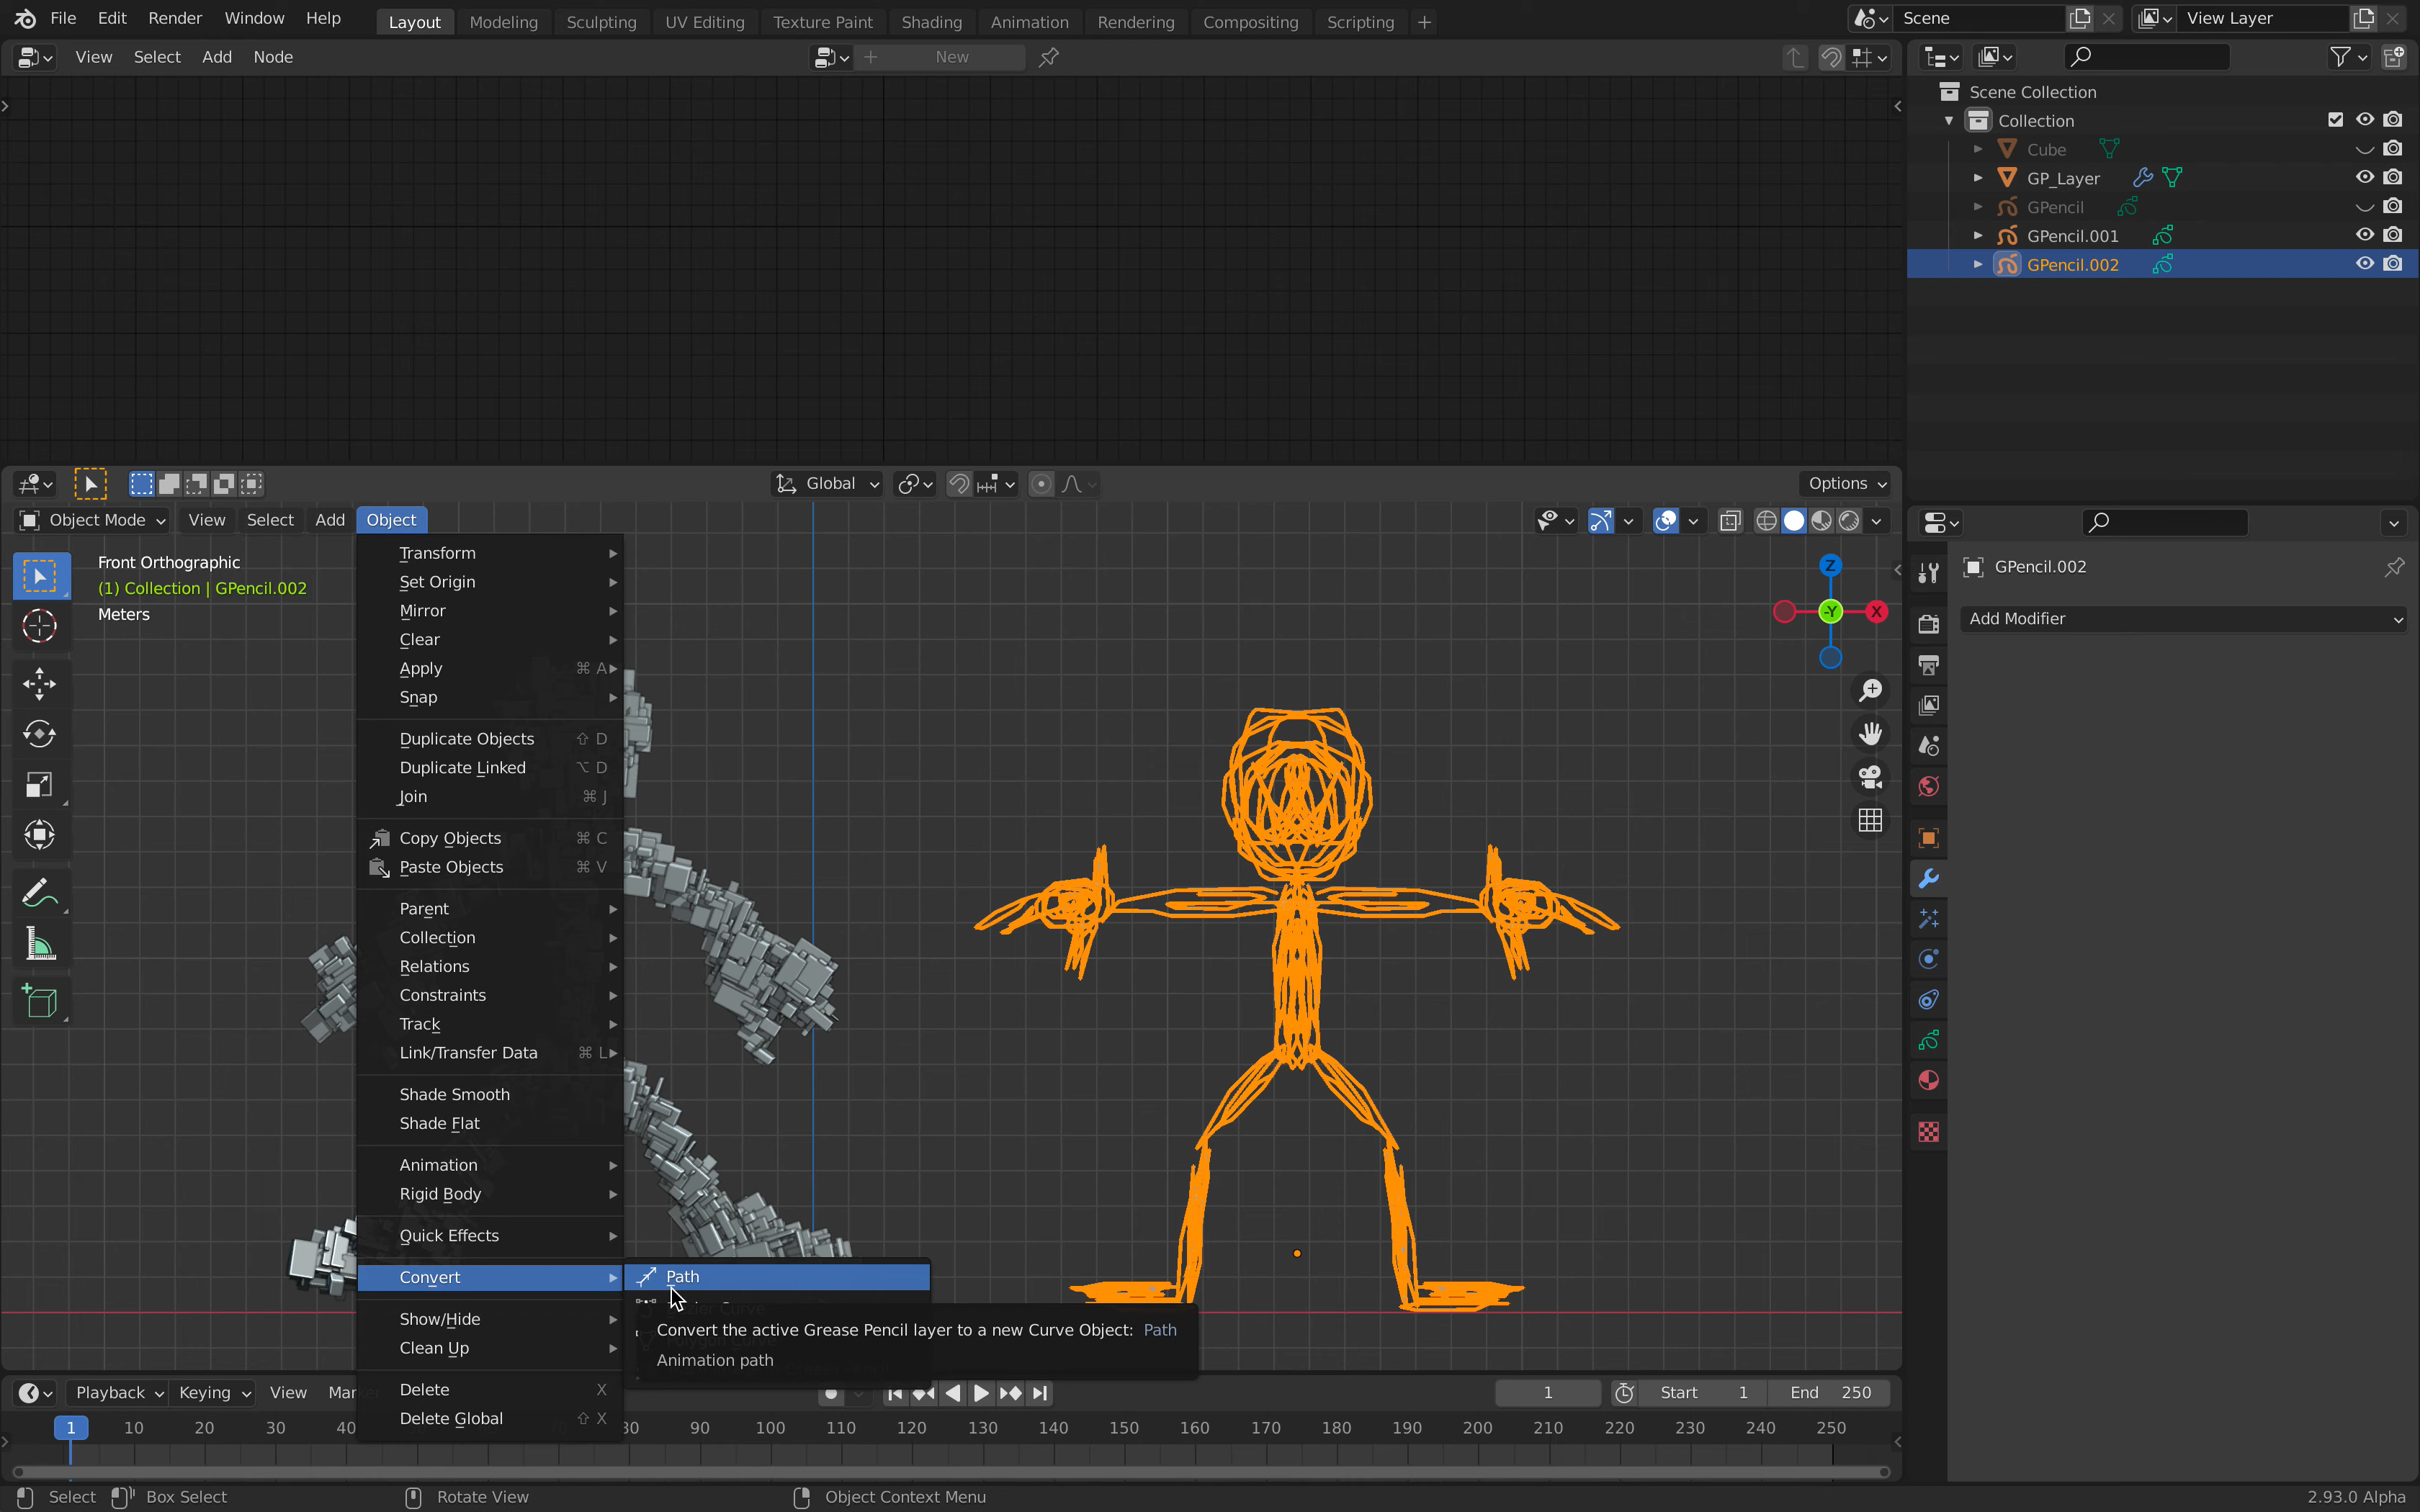 File Edit Render Window Help Layout Modeling Sculpting UV Editing Texture Paint Shading Animation Rendering Compositing Scripting + Scene View Layer
View Select Add Node New
Scene Collection
Collection
Cube
GP_Layer
GPencil
GPencil.001
GPencil.002
Global Options
Object Mode View Select Add Object
Front Orthographic
(1) Collection | GPencil.002
Meters
Transform
Set Origin
Mirror
Clear
Apply ⌘ A
Snap
Duplicate Objects ⇧ D
Duplicate Linked ⌥ D
Join ⌘ J
Copy Objects ⌘ C
Paste Objects ⌘ V
Parent
Collection
Relations
Constraints
Track
Link/Transfer Data ⌘ L
Shade Smooth
Shade Flat
Animation
Rigid Body
Quick Effects
Convert
Show/Hide
Clean Up
Delete X
Delete Global ⇧ X
Path
Convert the active Grease Pencil layer to a new Curve Object: Path
Animation path
Z
-Y X
GPencil.002
Add Modifier
Playback Keying View Mar 1 Start 1 End 250
1 10 20 30 40 80 90 100 110 120 130 140 150 160 170 180 190 200 210 220 230 240 250
Select Box Select Rotate View Object Context Menu 2.93.0 Alpha